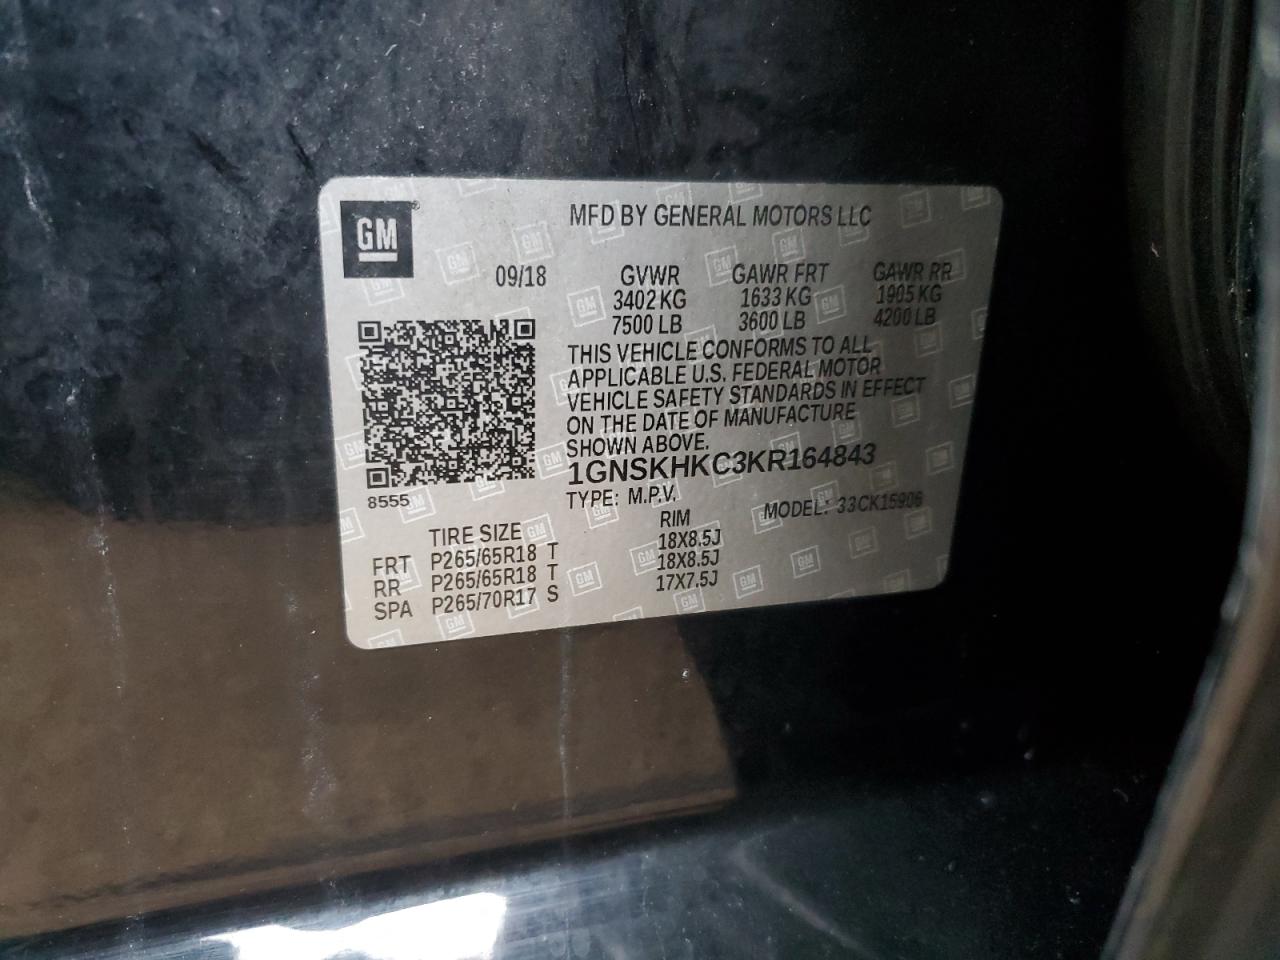 GM
MFD BY GENERAL MOTORS LLC
09/18 GVWR GAWR FRT GAWR RR
3402 KG 1633 KG 1905 KG
7500 LB 3600 LB 4200 LB
THIS VEHICLE CONFORMS TO ALL
APPLICABLE U.S. FEDERAL MOTOR
VEHICLE SAFETY STANDARDS IN EFFECT
ON THE DATE OF MANUFACTURE
SHOWN ABOVE.
1GNSKHKC3KR164843
8555 TYPE: M.P.V. MODEL: 33CK15906
TIRE SIZE RIM
FRT P265/65R18 T 18X8.5J
RR P265/65R18 T 18X8.5J
SPA P265/70R17 S 17X7.5J